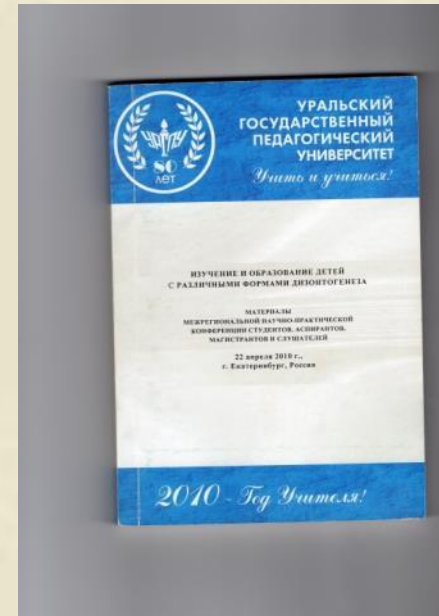 УрГПУ
80
лет
УРАЛЬСКИЙ
ГОСУДАРСТВЕННЫЙ
ПЕДАГОГИЧЕСКИЙ
УНИВЕРСИТЕТ
Учить и учиться!
ИЗУЧЕНИЕ И ОБРАЗОВАНИЕ ДЕТЕЙ
С РАЗЛИЧНЫМИ ФОРМАМИ ДИЗОНТОГЕНЕЗА
МАТЕРИАЛЫ
МЕЖРЕГИОНАЛЬНОЙ НАУЧНО-ПРАКТИЧЕСКОЙ
КОНФЕРЕНЦИИ СТУДЕНТОВ, АСПИРАНТОВ,
МАГИСТРАНТОВ И СЛУШАТЕЛЕЙ
22 апреля 2010 г.,
г. Екатеринбург, Россия
2010 - Год Учителя!